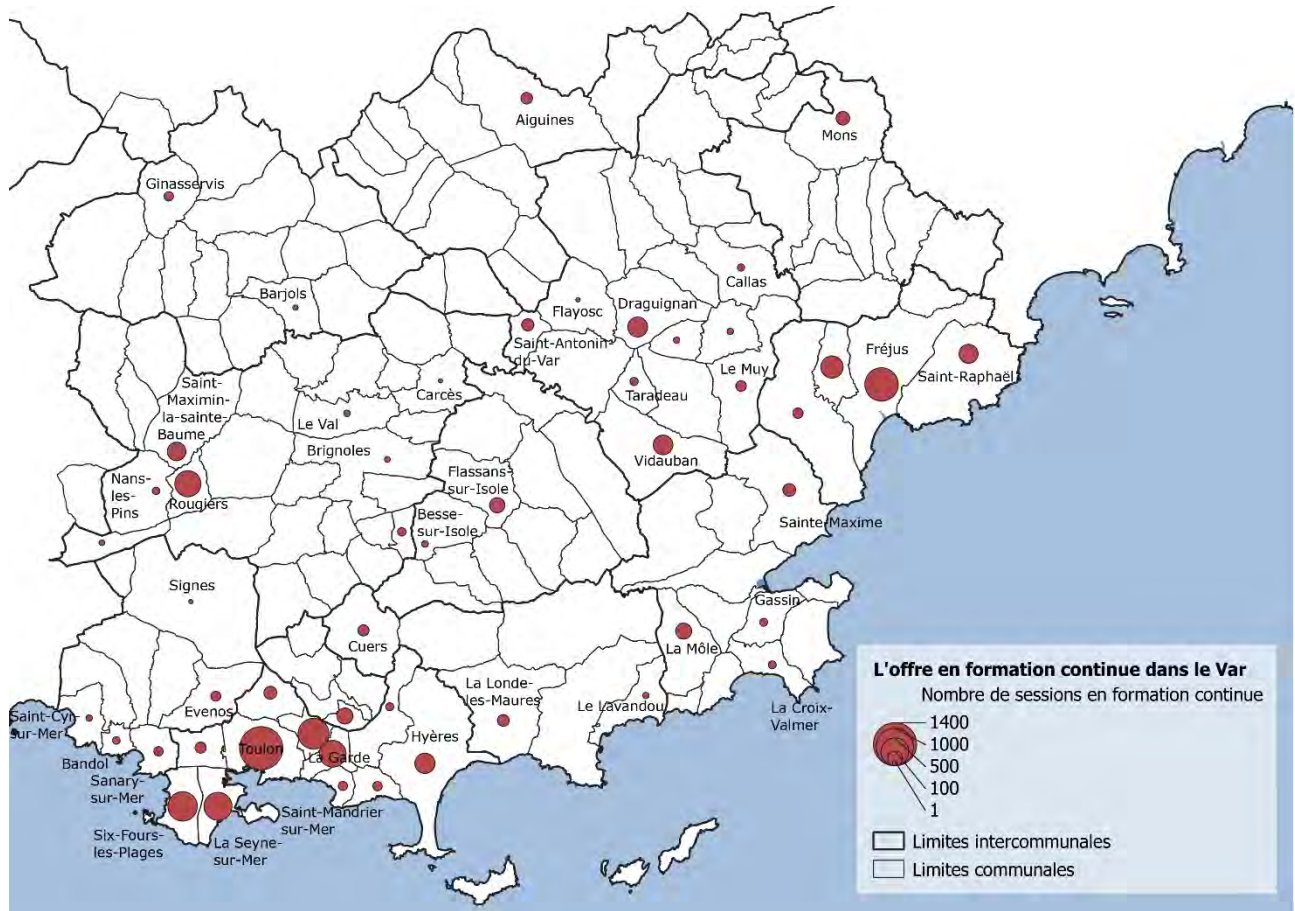 Aiguines
Mons
Ginasservis
Callas
Barjols
Flayosc
Draguignan
Saint-Antonin
du-Var
Fréjus
Le Muy
Saint-Raphaël
Saint-
Maximin-
la-sainte-
Baume
Carcès
Taradeau
Le Val
Brignoles
Vidauban
Flassans-
sur-Isole
Nans-
les-
Pins
Rougiers
Besse-
sur-Isole
Sainte-Maxime
Signes
Gassin
Cuers
La Môle
La Londe-
les-Maures
Le Lavandou
La Croix-
Valmer
Evenos
Saint-Cyr-
sur-Mer
Hyères
Toulon
La Garde
Bandol
Sanary-
sur-Mer
Saint-Mandrier
sur-Mer
Six-Fours-
les-Plages
La Seyne-
sur-Mer
L'offre en formation continue dans le Var
Nombre de sessions en formation continue
1400
1000
500
100
1
Limites intercommunales
Limites communales